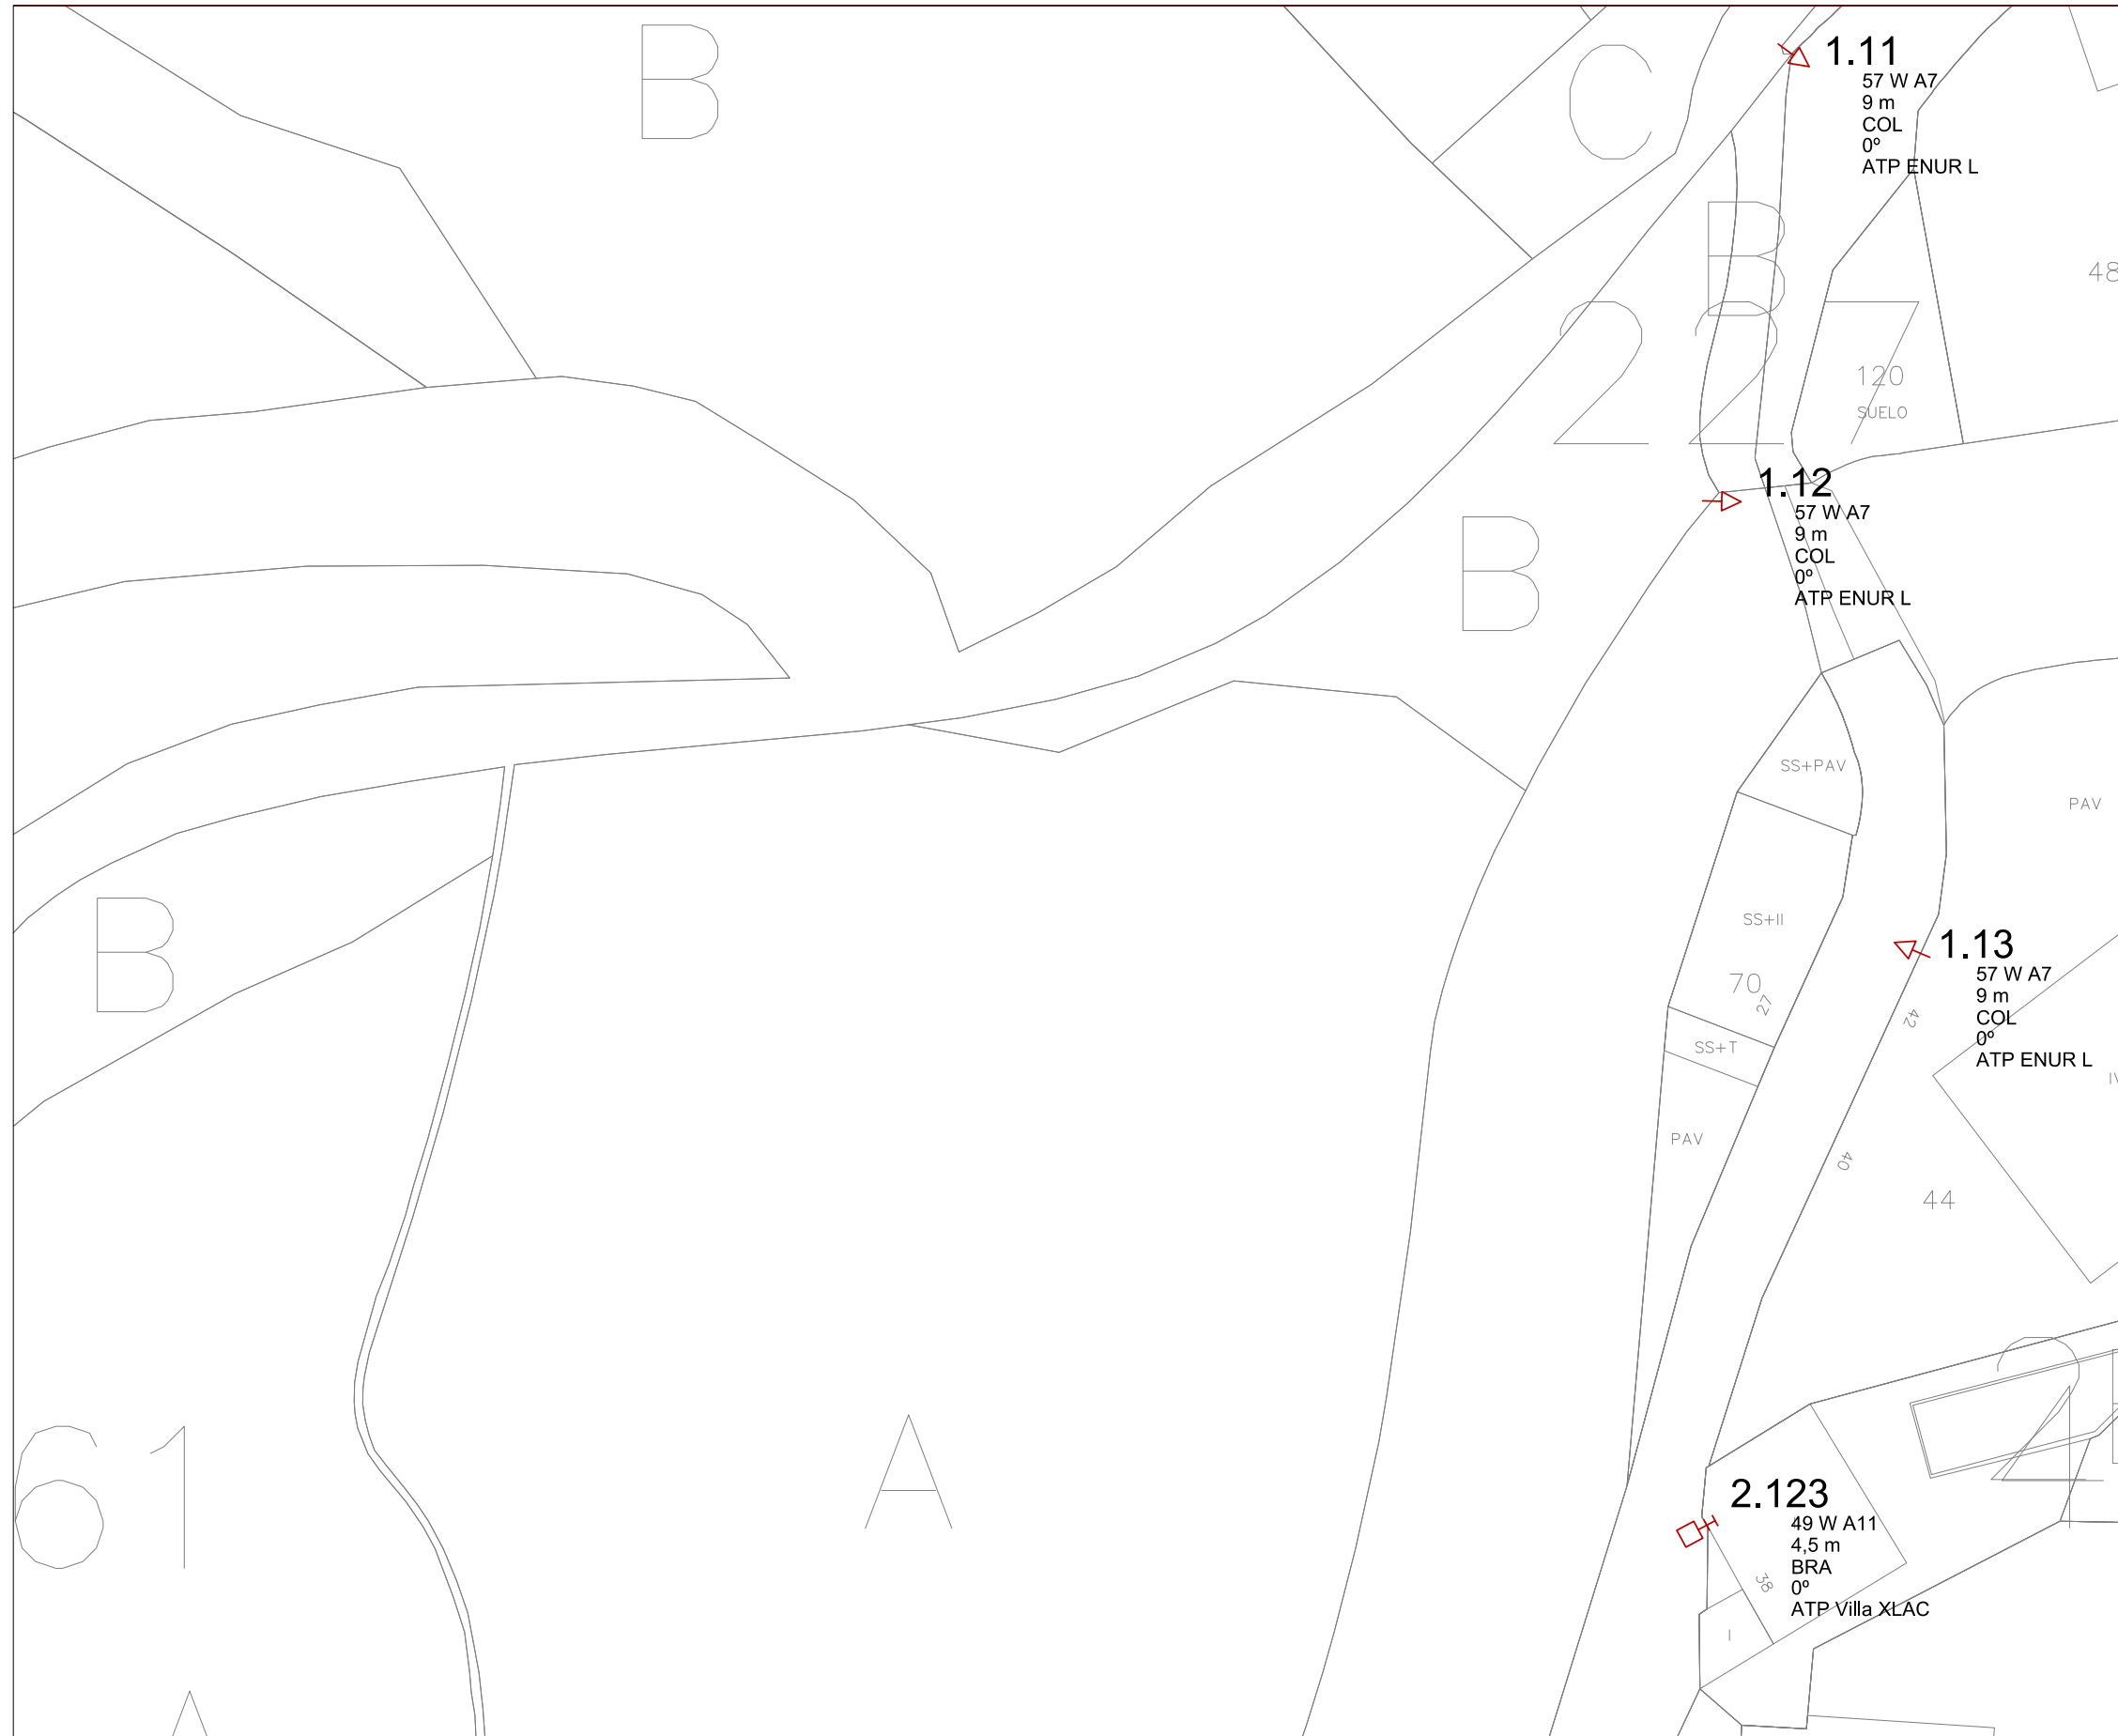 B
C
1.11
57 W A7
9 m
COL
0º
ATP ENUR L
B
48
227
120
SUELO
1.12
57 W A7
9 m
COL
0º
ATP ENUR L
B
SS+PAV
PAV
B
SS+II
1.13
57 W A7
9 m
COL
0º
ATP ENUR L
70
27
42
SS+T
PAV
40
44
61
A
2.123
49 W A11
4,5 m
BRA
0º
ATP Villa XLAC
38
I